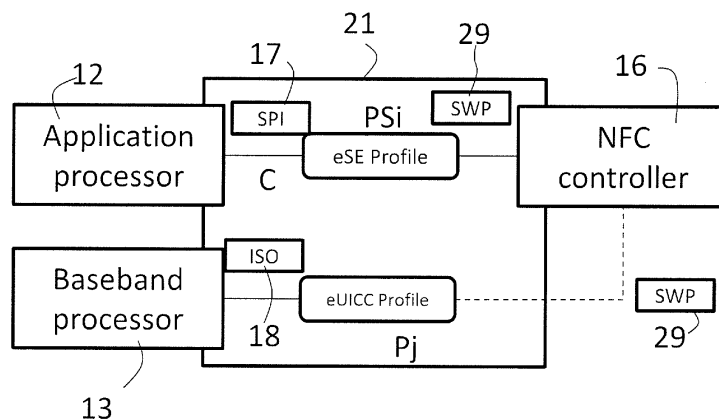 21
17
29
12
16
SPI
PSi
SWP
Application
processor
eSE Profile
NFC
controller
C
ISO
Baseband
processor
eUICC Profile
SWP
18
29
Pj
13